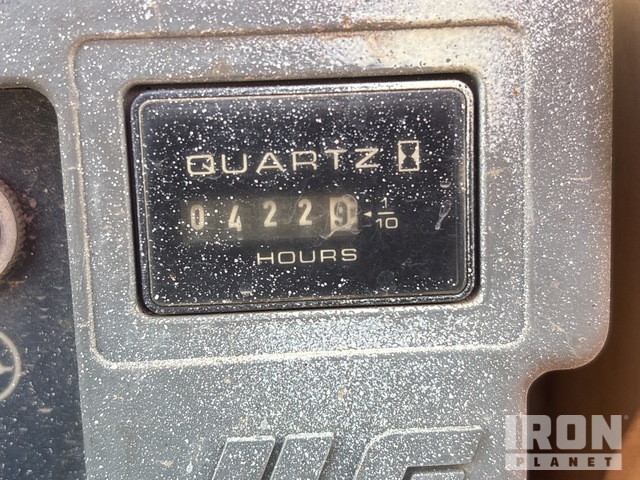 QUARTZ
04229 1/10
HOURS
IRON
PLANET